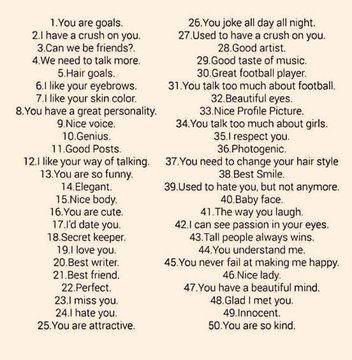 1.You are goals.
2.I have a crush on you.
3.Can we be friends?.
4.We need to talk more.
5.Hair goals.
6.I like your eyebrows.
7.I like your skin color.
8.You have a great personality.
9.Nice voice.
10.Genius.
11.Good Posts.
12.I like your way of talking.
13.You are so funny.
14.Elegant.
15.Nice body.
16.You are cute.
17.I'd date you.
18.Secret keeper.
19.I love you.
20.Best writer.
21.Best friend.
22.Perfect.
23.I miss you.
24.I hate you.
25.You are attractive.
26.You joke all day all night.
27.Used to have a crush on you.
28.Good artist.
29.Good taste of music.
30.Great football player.
31.You talk too much about football.
32.Beautiful eyes.
33.Nice Profile Picture.
34.You talk too much about girls.
35.I respect you.
36.Photogenic.
37.You need to change your hair style
38.Best Smile.
39.Used to hate you, but not anymore.
40.Baby face.
41.The way you laugh.
42.I can see passion in your eyes.
43.Tall people always wins.
44.You understand me.
45.You never fail at making me happy.
46.Nice lady.
47.You have a beautiful mind.
48.Glad I met you.
49.Innocent.
50.You are so kind.